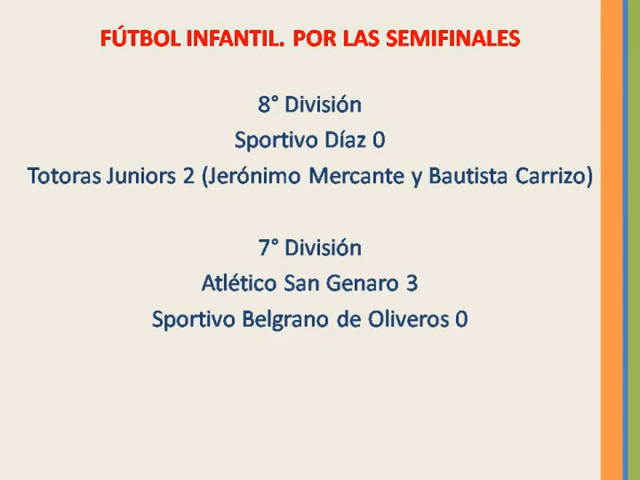 FÚTBOL INFANTIL. POR LAS SEMIFINALES
8° División
Sportivo Díaz 0
Totoras Juniors 2 (Jerónimo Mercante y Bautista Carrizo)
7° División
Atlético San Genaro 3
Sportivo Belgrano de Oliveros 0